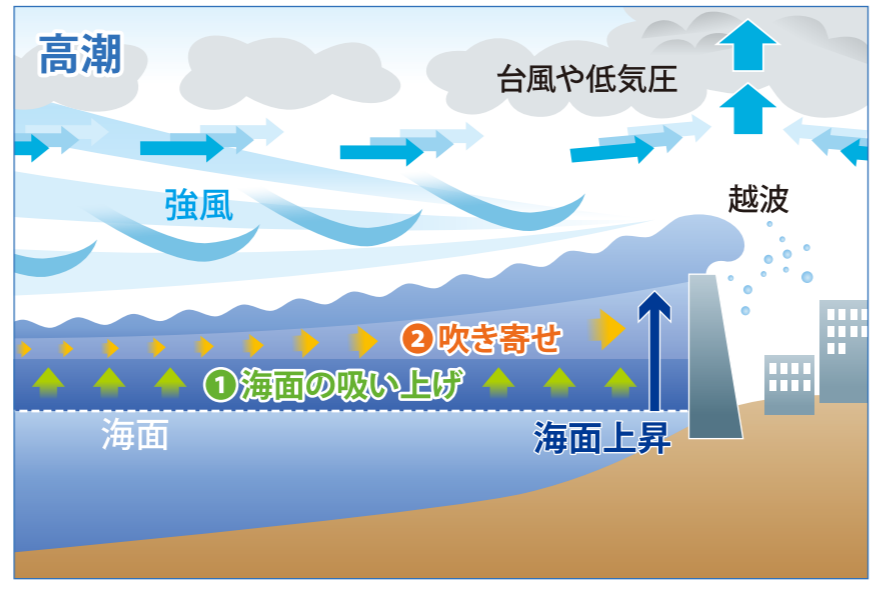 高潮
台風や低気圧
強風
越波
❷吹き寄せ
❶海面の吸い上げ
海面
海面上昇